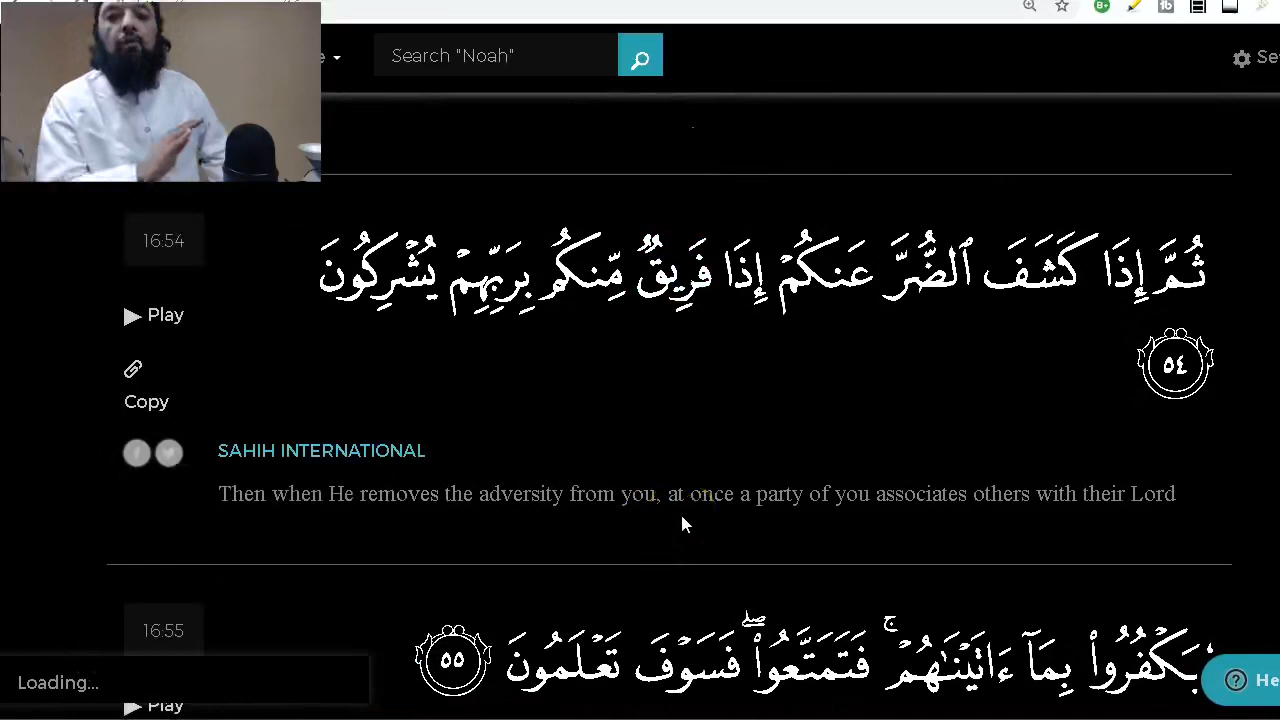 Search "Noah"
16:54
ثُمَّ إِذَا كَشَفَ ٱلضُّرَّ عَنكُمْ إِذَا فَرِيقٌ مِّنكُم بِرَبِّهِمْ يُشْرِكُونَ
٥٤
Play
Copy
SAHIH INTERNATIONAL
Then when He removes the adversity from you, at once a party of you associates others with their Lord
16:55
لِيَكْفُرُوا۟ بِمَآ ءَاتَيْنَـٰهُمْ ۚ فَتَمَتَّعُوا۟ ۖ فَسَوْفَ تَعْلَمُونَ ٥٥
Play
Loading...